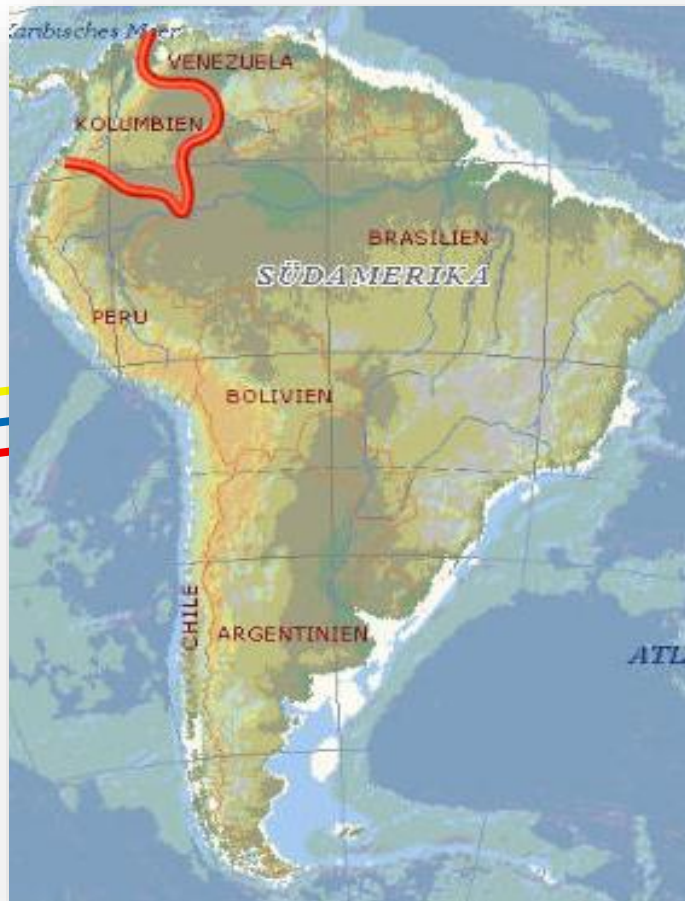 Karibisches Meer
VENEZUELA
KOLUMBIEN
BRASILIEN
SÜDAMERIKA
PERU
BOLIVIEN
CHILE
ARGENTINIEN
ATL